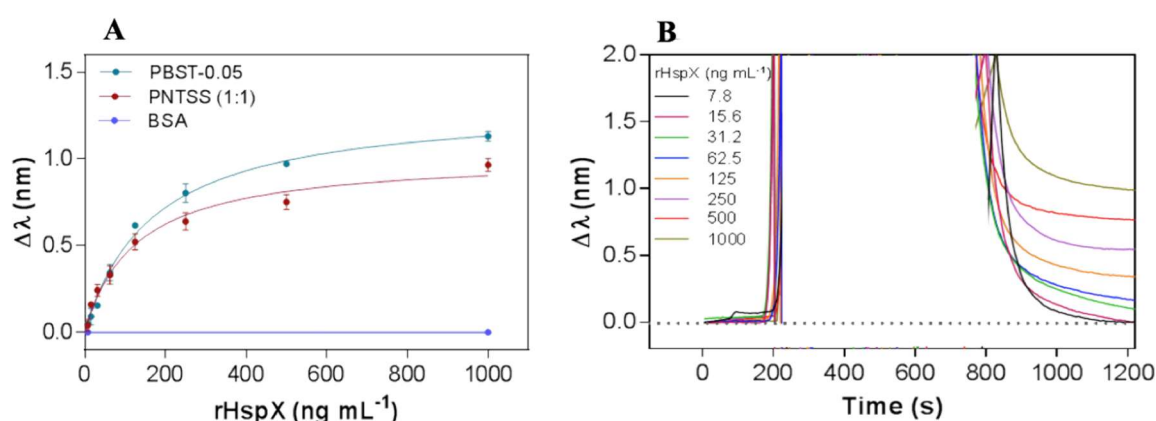 A
1.5
1.0
0.5
0.0
Δλ (nm)
PBST-0.05
PNTSS (1:1)
BSA
0 200 400 600 800 1000
rHspX (ng mL-1)
B
2.0
1.5
1.0
0.5
0.0
Δλ (nm)
rHspX (ng mL-1)
7.8
15.6
31.2
62.5
125
250
500
1000
0 200 400 600 800 1000 1200
Time (s)